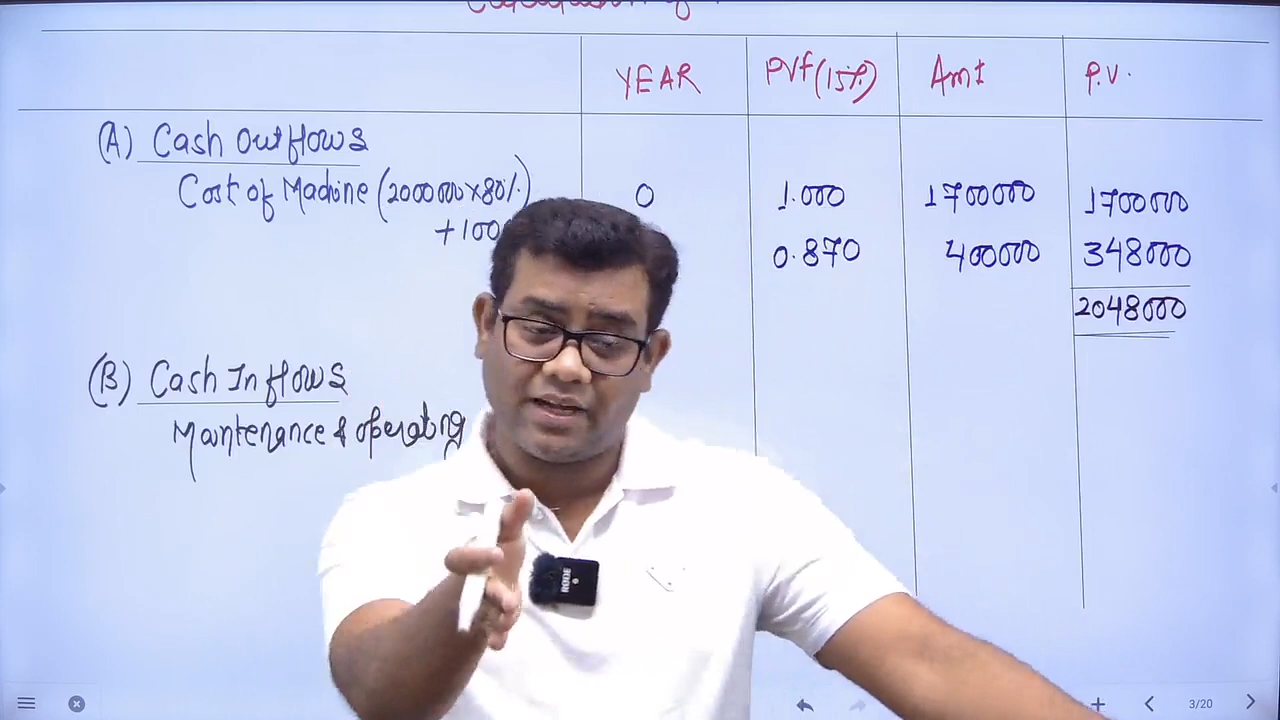 YEAR PVf(15%) Amt P.V.
(A) Cash Outflows
Cost of Machine (2000000×80%) 0 1.000 1700000 1700000
+100
0.870 400000 348000
2048000
(B) Cash Inflows
Maintenance & operating
RODE
3/20